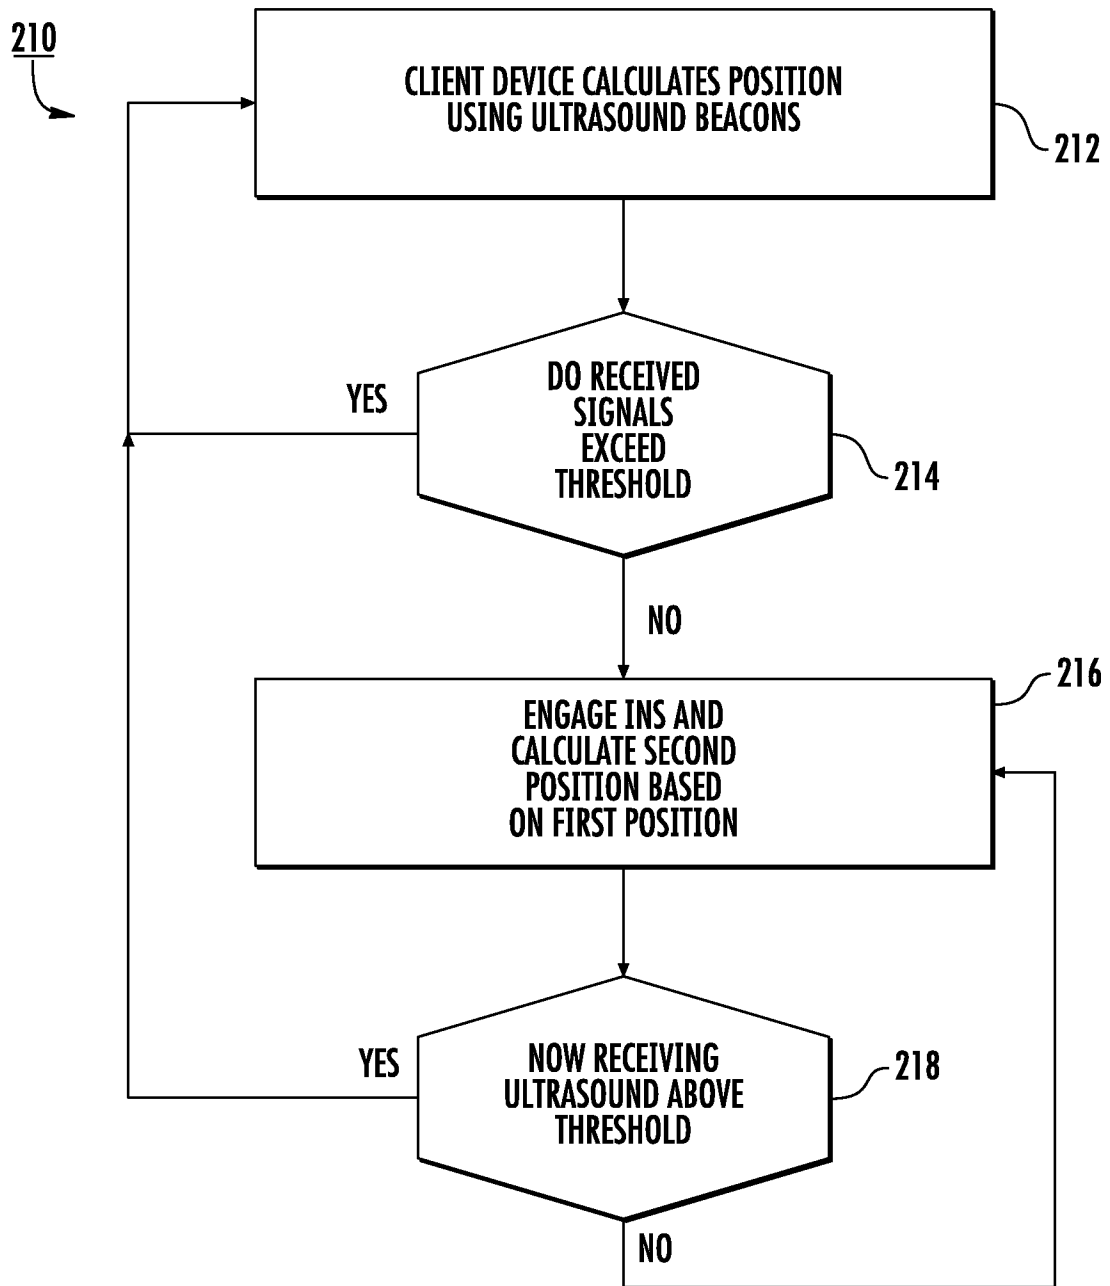 210
CLIENT DEVICE CALCULATES POSITION
USING ULTRASOUND BEACONS
212
DO RECEIVED
SIGNALS
EXCEED
THRESHOLD
YES
214
NO
216
ENGAGE INS AND
CALCULATE SECOND
POSITION BASED
ON FIRST POSITION
YES
NOW RECEIVING
ULTRASOUND ABOVE
THRESHOLD
218
NO